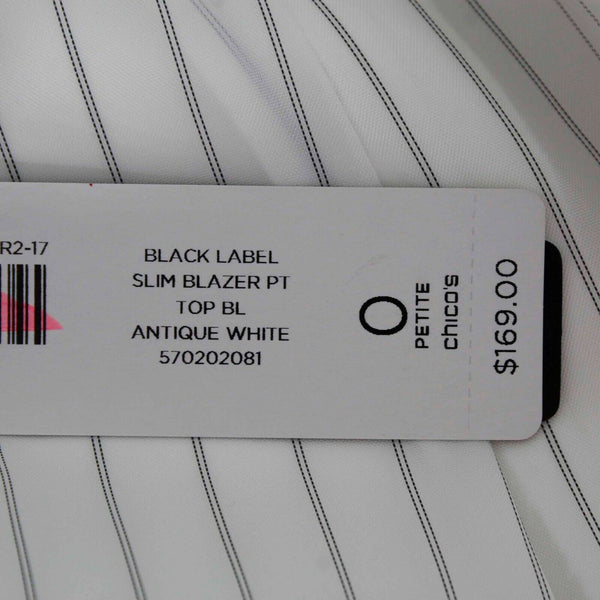 R2-17
BLACK LABEL
SLIM BLAZER PT
TOP BL
ANTIQUE WHITE
570202081
0
PETITE
chico's
$169.00